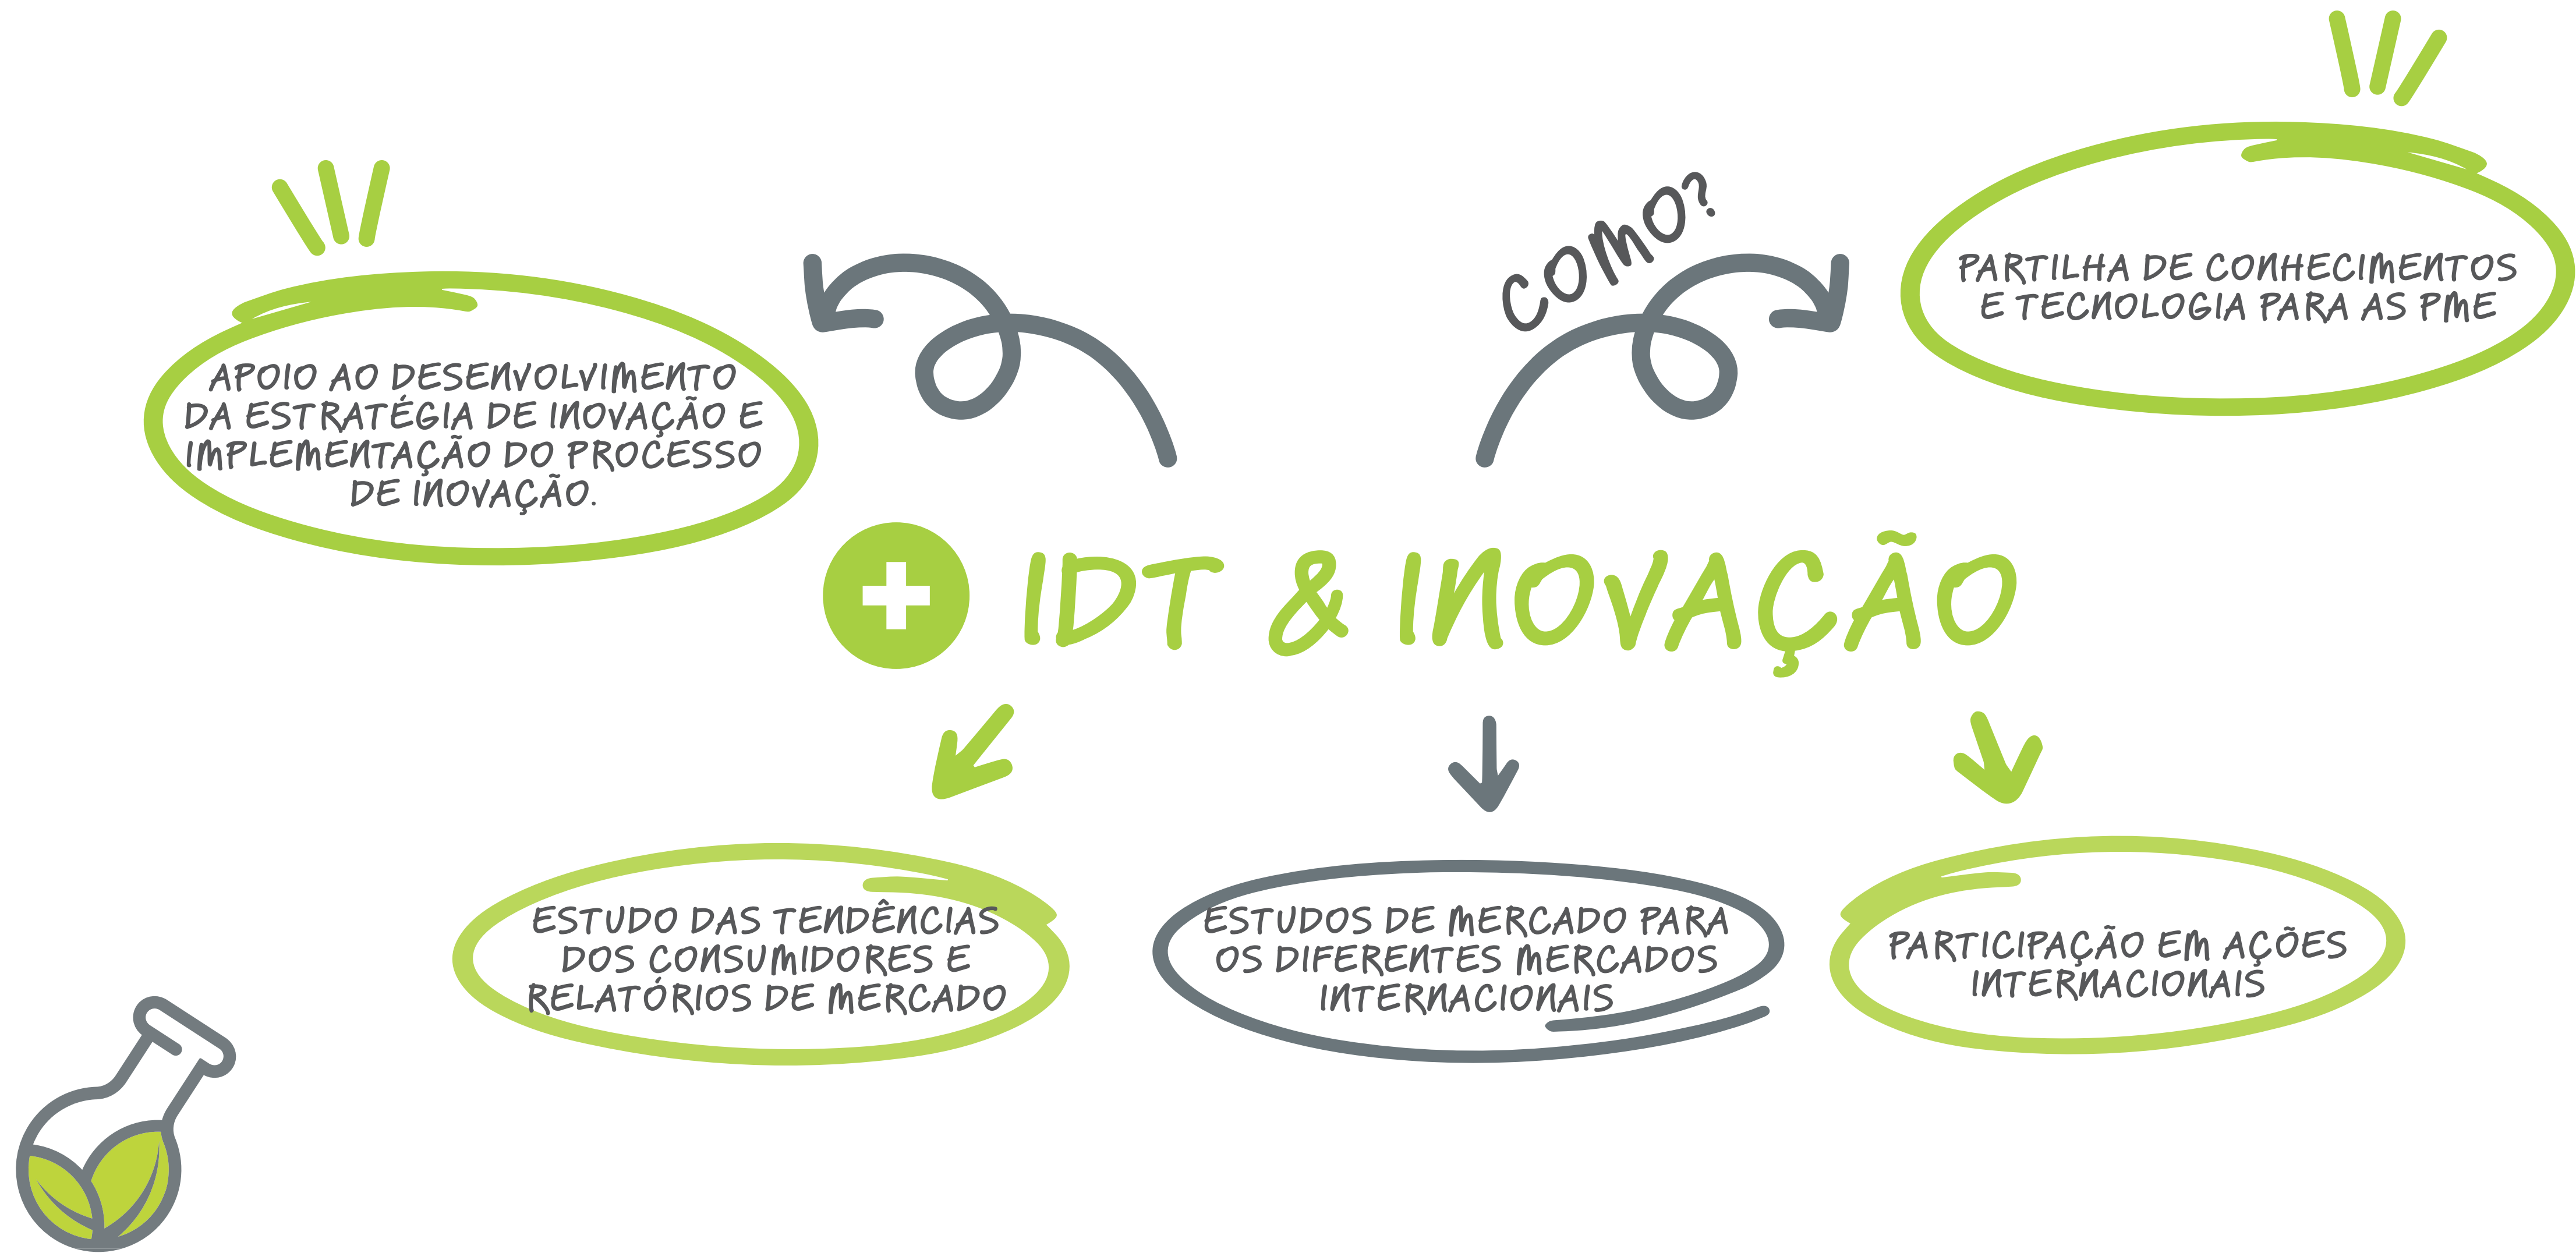 COMO?
PARTILHA DE CONHECIMENTOS
E TECNOLOGIA PARA AS PME
APOIO AO DESENVOLVIMENTO
DA ESTRATÉGIA DE INOVAÇÃO E
IMPLEMENTAÇÃO DO PROCESSO
DE INOVAÇÃO.
+ IDT & INOVAÇÃO
ESTUDO DAS TENDÊNCIAS
DOS CONSUMIDORES E
RELATÓRIOS DE MERCADO
ESTUDOS DE MERCADO PARA
OS DIFERENTES MERCADOS
INTERNACIONAIS
PARTICIPAÇÃO EM AÇÕES
INTERNACIONAIS